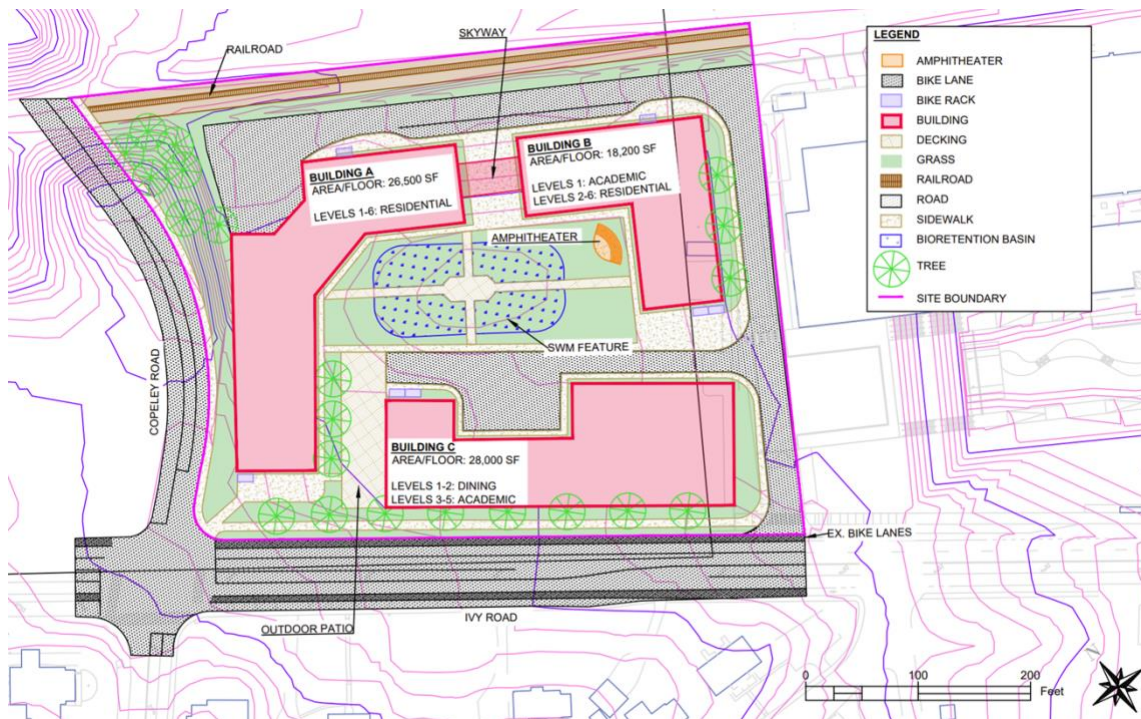 SKYWAY
RAILROAD
LEGEND
AMPHITHEATER
BIKE LANE
BIKE RACK
BUILDING
DECKING
GRASS
RAILROAD
ROAD
SIDEWALK
BIORETENTION BASIN
TREE
SITE BOUNDARY
BUILDING A
AREA/FLOOR: 26,500 SF
LEVELS 1-6: RESIDENTIAL
BUILDING B
AREA/FLOOR: 18,200 SF
LEVELS 1: ACADEMIC
LEVELS 2-6: RESIDENTIAL
AMPHITHEATER
SWM FEATURE
COPELEY ROAD
BUILDING C
AREA/FLOOR: 28,000 SF
LEVELS 1-2: DINING
LEVELS 3-5: ACADEMIC
EX. BIKE LANES
IVY ROAD
OUTDOOR PATIO
0 100 200
Feet